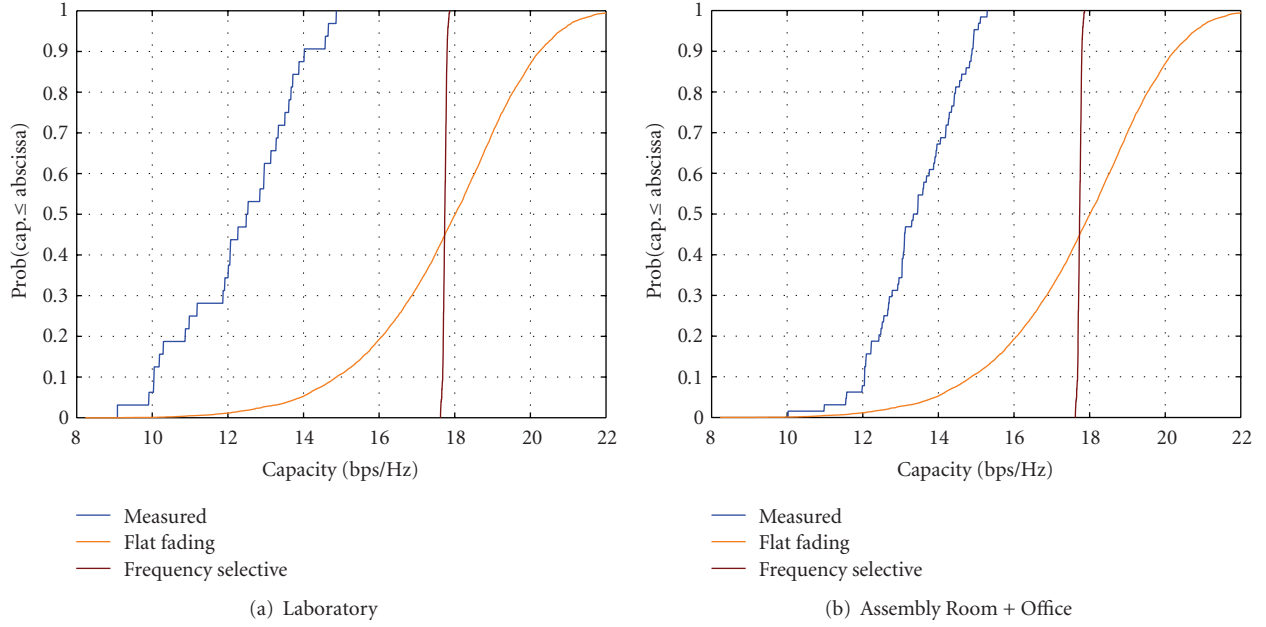 1
0.9
0.8
0.7
0.6
0.5
0.4
0.3
0.2
0.1
0
Prob(cap.≤ abscissa)
8 10 12 14 16 18 20 22
Capacity (bps/Hz)
Measured
Flat fading
Frequency selective
(a) Laboratory
1
0.9
0.8
0.7
0.6
0.5
0.4
0.3
0.2
0.1
0
Prob(cap.≤ abscissa)
8 10 12 14 16 18 20 22
Capacity (bps/Hz)
Measured
Flat fading
Frequency selective
(b) Assembly Room + Office